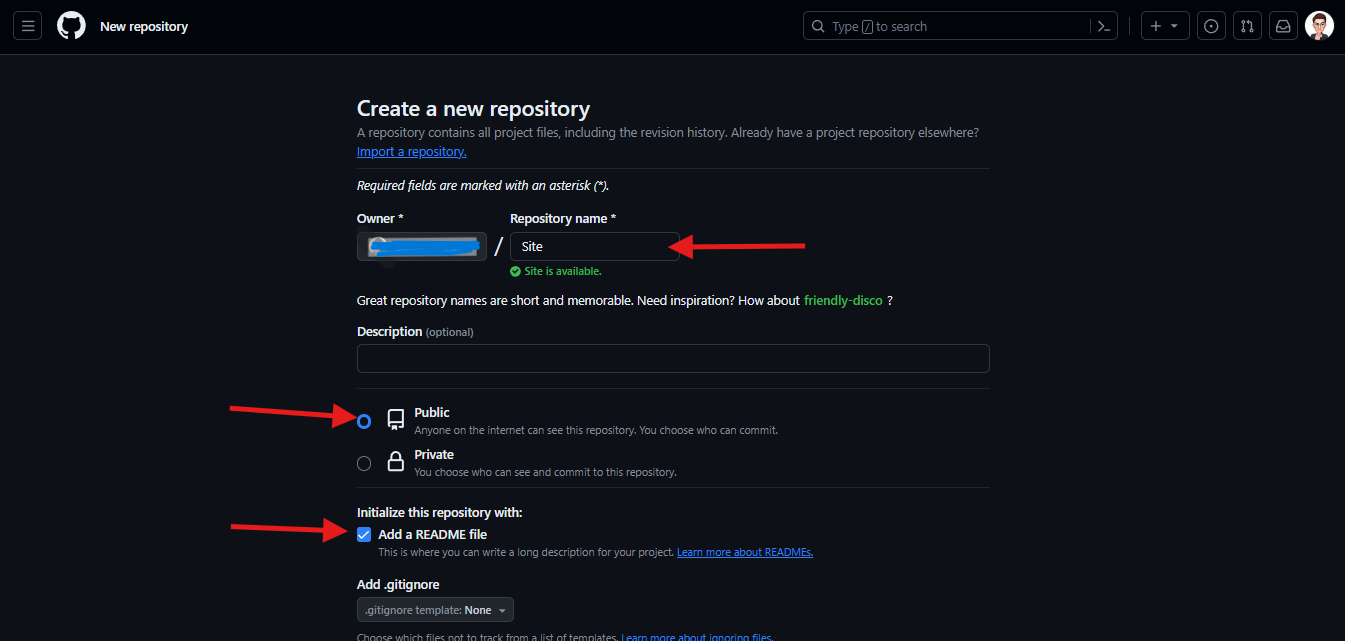 New repository
Type / to search
Create a new repository
A repository contains all project files, including the revision history. Already have a project repository elsewhere?
Import a repository.
Required fields are marked with an asterisk (*).
Owner *
Repository name *
/
Site
Site is available.
Great repository names are short and memorable. Need inspiration? How about friendly-disco ?
Description (optional)
Public
Anyone on the internet can see this repository. You choose who can commit.
Private
You choose who can see and commit to this repository.
Initialize this repository with:
Add a README file
This is where you can write a long description for your project. Learn more about READMEs.
Add .gitignore
.gitignore template: None
Choose which files not to track from a list of templates. Learn more about ignoring files.